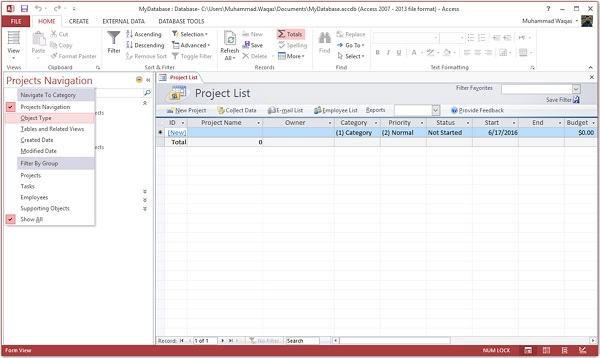 MyDatabase : Database- C:\Users\Muhammad.Waqas\Documents\MyDatabase.accdb (Access 2007 - 2013 file format) - Access
FILE HOME CREATE EXTERNAL DATA DATABASE TOOLS Muhammad Waqas
View Paste Cut Copy Format Painter Filter Ascending Descending Remove Sort Selection Advanced Toggle Filter Refresh All New Save Delete Totals Spelling More Find
Views Clipboard Sort & Filter Records Find Text Formatting
Projects Navigation
Navigate To Category
Projects Navigation
Object Type
Tables and Related Views
Created Date
Modified Date
Filter By Group
Projects
Tasks
Employees
Supporting Objects
Show All
Project List
Project List
Filter Favorites
Save Filter
New Project Collect Data E-mail List Employee List Reports Provide Feedback
ID Project Name Owner Category Priority Status Start End Budget
(New) (1) Category (2) Normal Not Started 6/17/2016 $0.00
Total 0
Record: 1 of 1 No Filter Search
Form View NUM LOCK